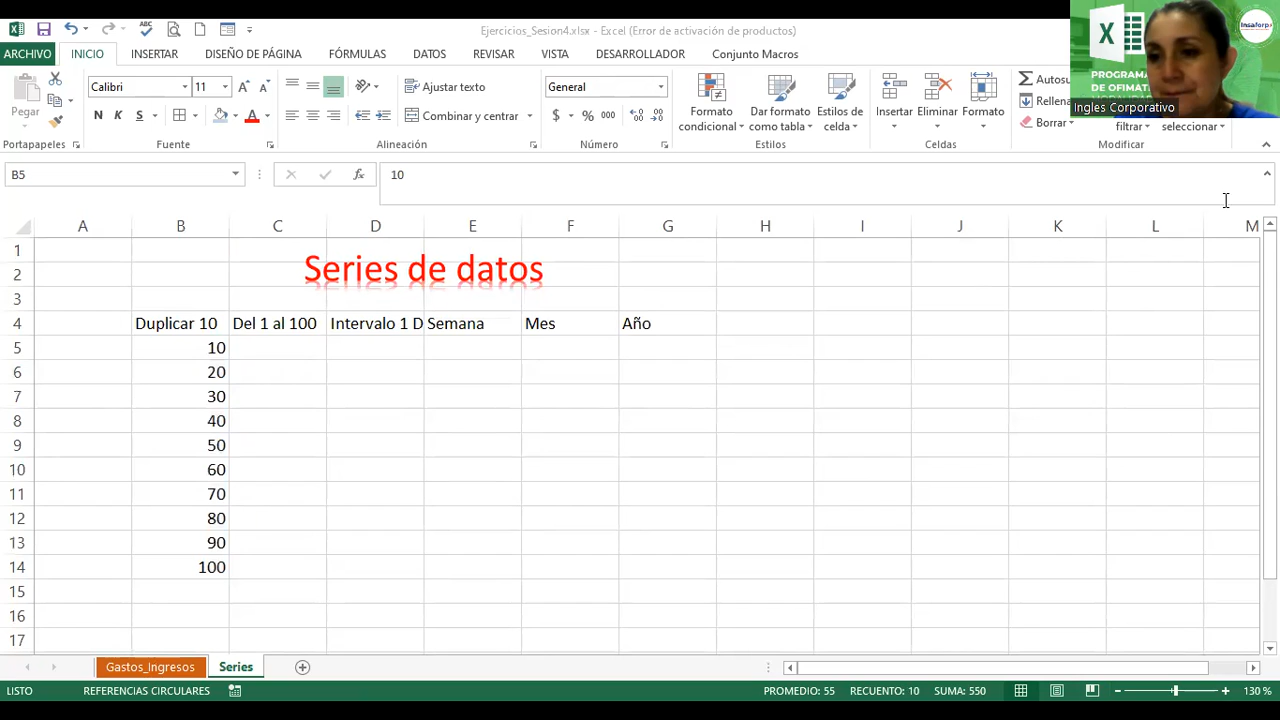 Ejercicios_Sesion4.xlsx - Excel (Error de activación de productos)
ARCHIVO INICIO INSERTAR DISEÑO DE PÁGINA FÓRMULAS DATOS REVISAR VISTA DESARROLLADOR Conjunto Macros
Calibri 11 Ajustar texto General Autosu
PROGRAMA
DE OFIMAT
Ingles Corporativo
Insaforp
Pegar N K S Combinar y centrar $ % 000 Formato condicional Dar formato como tabla Estilos de celda Insertar Eliminar Formato Rellena
Borrar filtrar seleccionar
Portapapeles Fuente Alineación Número Estilos Celdas Modificar
B5 fx 10
A B C D E F G H I J K L M
1
2 Series de datos
3
4 Duplicar 10 Del 1 al 100 Intervalo 1 D Semana Mes Año
5 10
6 20
7 30
8 40
9 50
10 60
11 70
12 80
13 90
14 100
15
16
17
Gastos_Ingresos Series
LISTO REFERENCIAS CIRCULARES PROMEDIO: 55 RECUENTO: 10 SUMA: 550 130 %